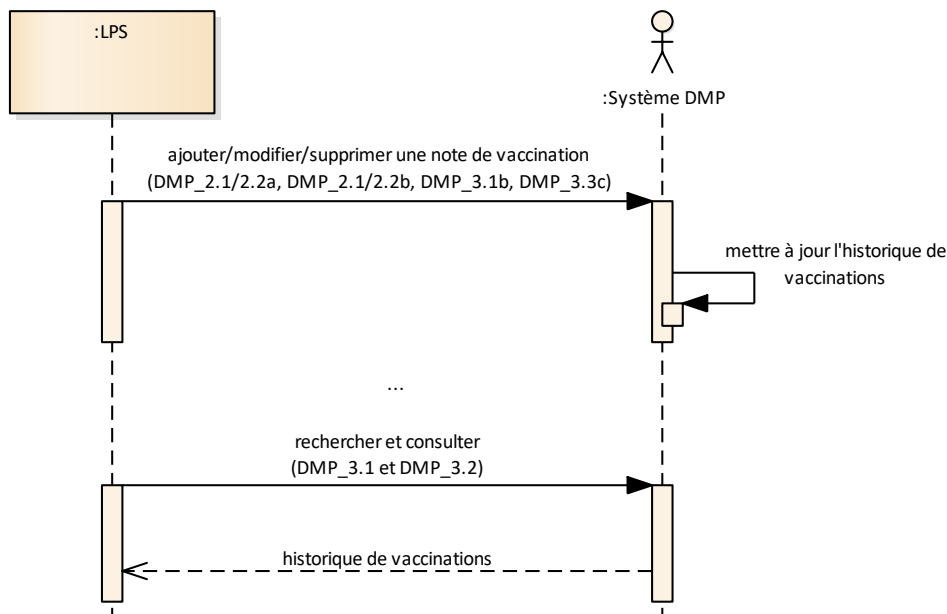 :LPS
:Système DMP
ajouter/modifier/supprimer une note de vaccination
(DMP_2.1/2.2a, DMP_2.1/2.2b, DMP_3.1b, DMP_3.3c)
mettre à jour l'historique de
vaccinations
...
rechercher et consulter
(DMP_3.1 et DMP_3.2)
historique de vaccinations